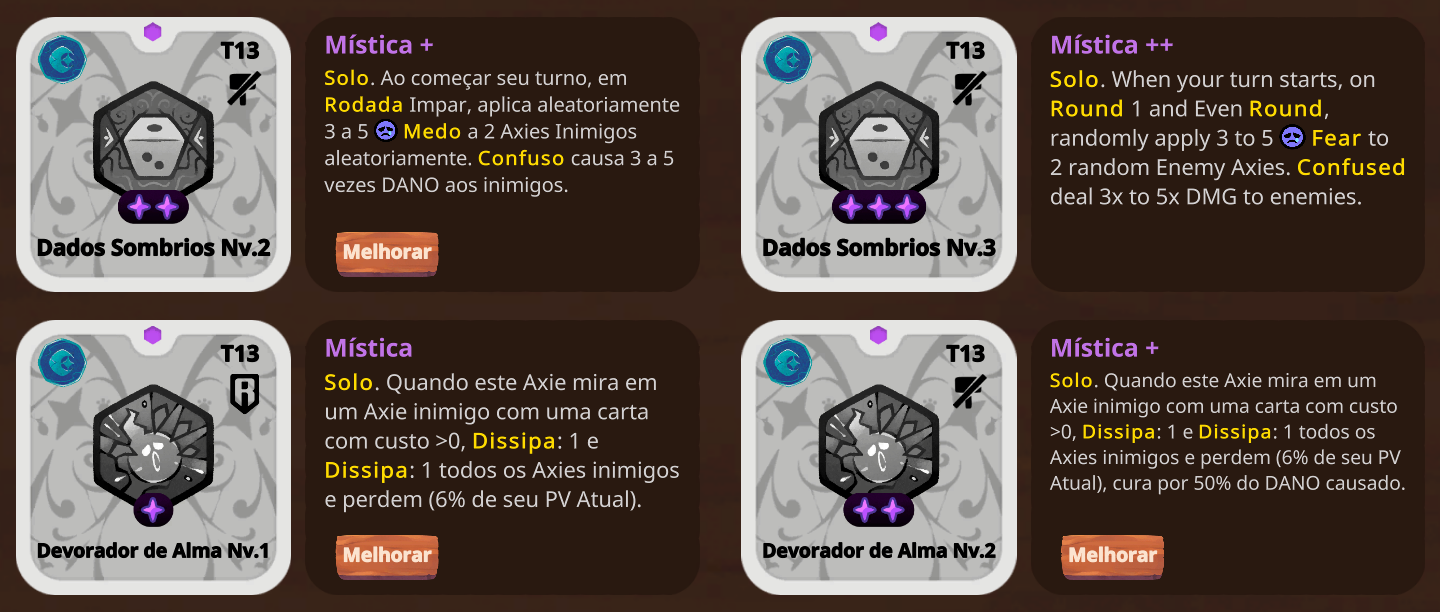 T13
Dados Sombrios Nv.2
Mística +
Solo. Ao começar seu turno, em
Rodada Impar, aplica aleatoriamente
3 a 5 Medo a 2 Axies Inimigos
aleatoriamente. Confuso causa 3 a 5
vezes DANO aos inimigos.
Melhorar
T13
Dados Sombrios Nv.3
Mística ++
Solo. When your turn starts, on
Round 1 and Even Round,
randomly apply 3 to 5 Fear to
2 random Enemy Axies. Confused
deal 3x to 5x DMG to enemies.
T13
R
Devorador de Alma Nv.1
Mística
Solo. Quando este Axie mira em
um Axie inimigo com uma carta
com custo >0, Dissipa: 1 e
Dissipa: 1 todos os Axies inimigos
e perdem (6% de seu PV Atual).
Melhorar
T13
Devorador de Alma Nv.2
Mística +
Solo. Quando este Axie mira em um
Axie inimigo com uma carta com custo
>0, Dissipa: 1 e Dissipa: 1 todos os
Axies inimigos e perdem (6% de seu PV
Atual), cura por 50% do DANO causado.
Melhorar